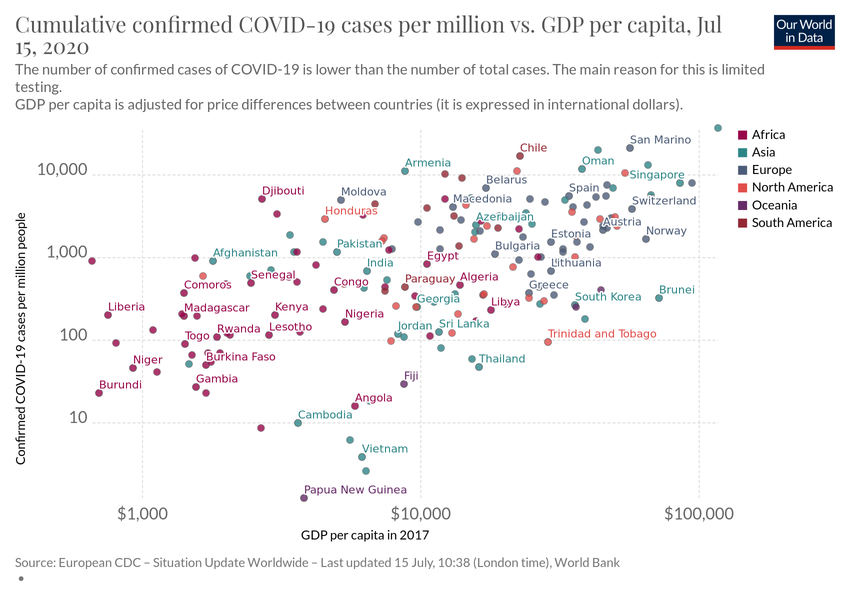 Cumulative confirmed COVID-19 cases per million vs. GDP per capita, Jul
15, 2020
Our World
in Data
The number of confirmed cases of COVID-19 is lower than the number of total cases. The main reason for this is limited
testing.
GDP per capita is adjusted for price differences between countries (it is expressed in international dollars).
Africa
Asia
Europe
North America
Oceania
South America
Confirmed COVID-19 cases per million people
10,000
1,000
100
10
San Marino
Chile
Oman
Armenia
Singapore
Belarus
Djibouti
Moldova
Spain
Macedonia
Switzerland
Honduras
Azerbaijan
Austria
Norway
Estonia
Pakistan
Bulgaria
Afghanistan
Egypt
India
Lithuania
Senegal
Algeria
Comoros
Congo
Paraguay
Greece
Brunei
Georgia
South Korea
Libya
Liberia
Madagascar
Kenya
Nigeria
Rwanda
Lesotho
Jordan
Sri Lanka
Togo
Trinidad and Tobago
Niger
Burkina Faso
Thailand
Burundi
Gambia
Fiji
Angola
Cambodia
Vietnam
Papua New Guinea
$1,000
$10,000
$100,000
GDP per capita in 2017
Source: European CDC – Situation Update Worldwide – Last updated 15 July, 10:38 (London time), World Bank